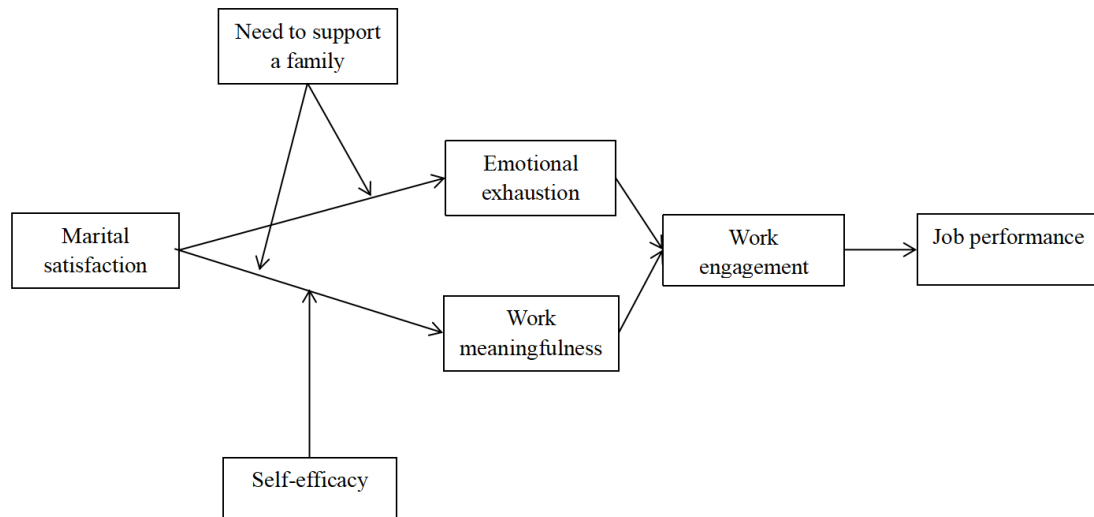 Need to support
a family
Emotional
exhaustion
Marital
satisfaction
Work
engagement
Job performance
Work
meaningfulness
Self-efficacy